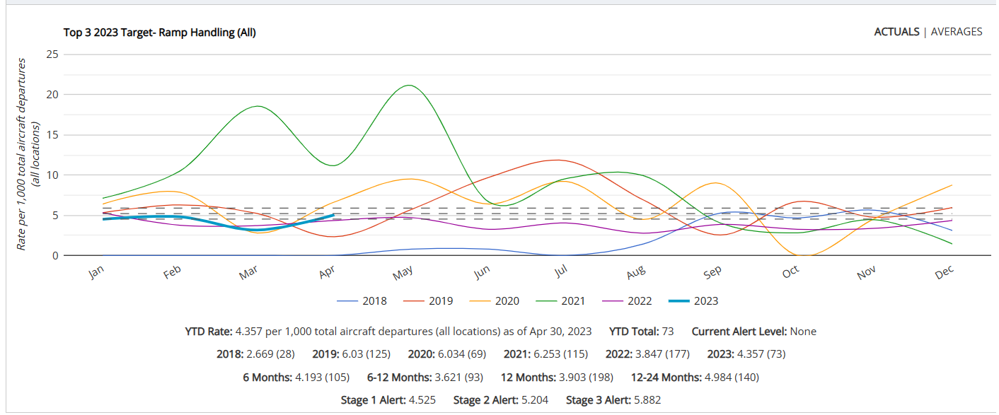 Top 3 2023 Target- Ramp Handling (All)
ACTUALS | AVERAGES
Rate per 1,000 total aircraft departures
(all locations)
25
20
15
10
5
0
Jan Feb Mar Apr May Jun Jul Aug Sep Oct Nov Dec
2018 2019 2020 2021 2022 2023
YTD Rate: 4.357 per 1,000 total aircraft departures (all locations) as of Apr 30, 2023 YTD Total: 73 Current Alert Level: None
2018: 2.669 (28) 2019: 6.03 (125) 2020: 6.034 (69) 2021: 6.253 (115) 2022: 3.847 (177) 2023: 4.357 (73)
6 Months: 4.193 (105) 6-12 Months: 3.621 (93) 12 Months: 3.903 (198) 12-24 Months: 4.984 (140)
Stage 1 Alert: 4.525 Stage 2 Alert: 5.204 Stage 3 Alert: 5.882